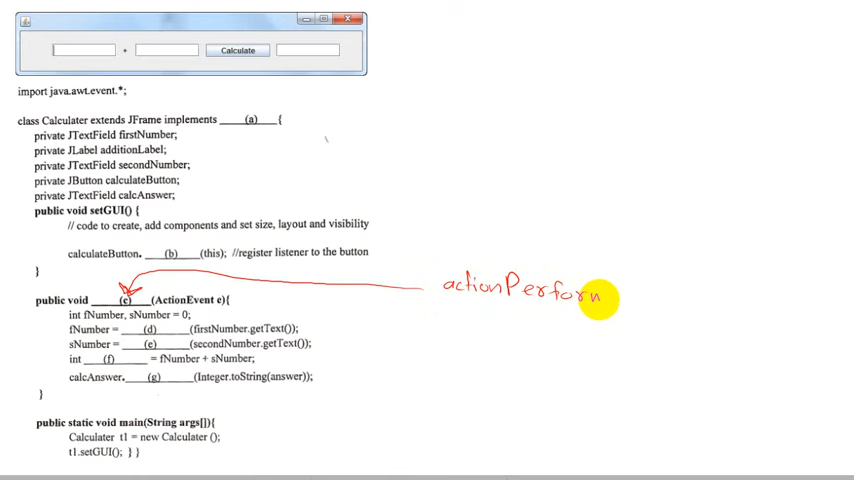 + Calculate
import java.awt.event.*;
class Calculater extends JFrame implements ____(a)____ {
private JTextField firstNumber;
private JLabel additionLabel;
private JTextField secondNumber;
private JButton calculateButton;
private JTextField calcAnswer;
public void setGUI() {
// code to create, add components and set size, layout and visibility
calculateButton. ___(b)____(this); //register listener to the button
}
public void ______(c)____(ActionEvent e){
int fNumber, sNumber = 0;
fNumber = ____(d)______(firstNumber.getText());
sNumber = ____(e)______(secondNumber.getText());
int ___(f)______ = fNumber + sNumber;
calcAnswer.____(g)______(Integer.toString(answer));
}
public static void main(String args[]){
Calculater t1 = new Calculater ();
t1.setGUI(); } }
actionPerform